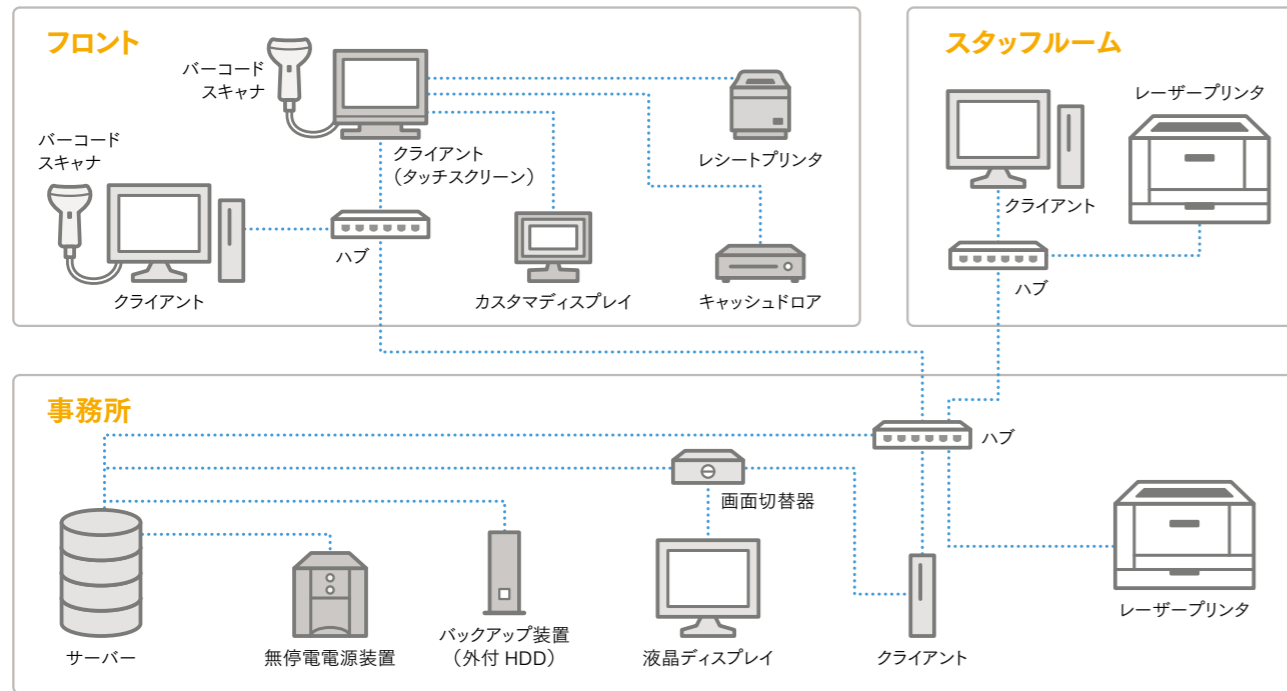 フロント
バーコード
スキャナ
バーコード
スキャナ
クライアント
(タッチスクリーン)
レシートプリンタ
ハブ
クライアント
カスタマディスプレイ
キャッシュドロア
スタッフルーム
レーザープリンタ
クライアント
ハブ
事務所
ハブ
画面切替器
サーバー
無停電電源装置
バックアップ装置
(外付 HDD)
液晶ディスプレイ
クライアント
レーザープリンタ